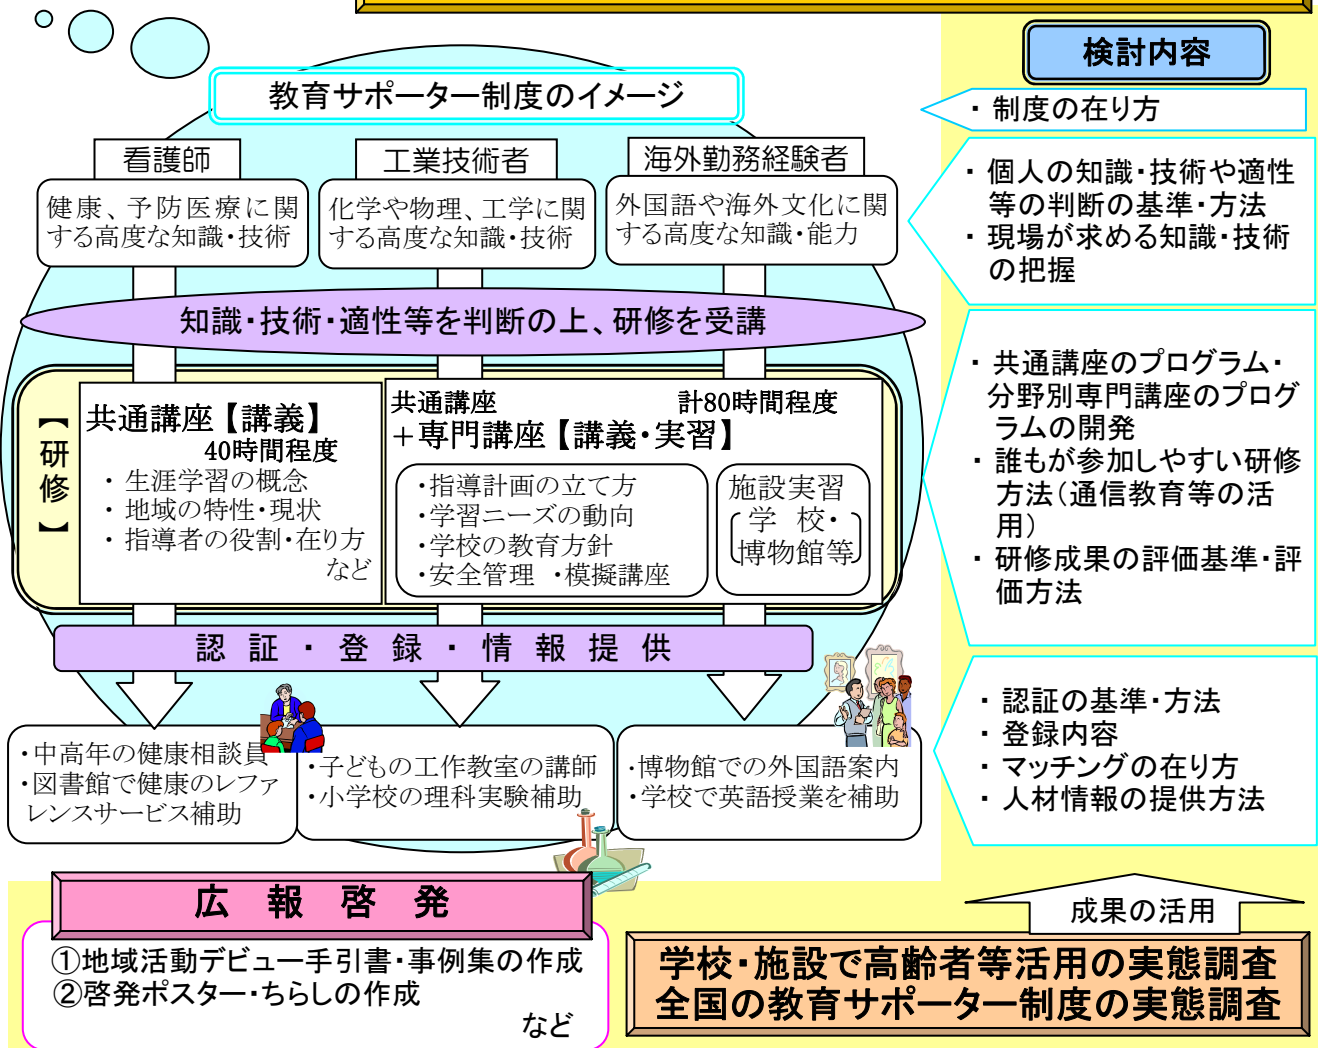 教育サポーター制度のイメージ
看護師
健康、予防医療に関
する高度な知識・技術
工業技術者
化学や物理、工学に関
する高度な知識・技術
海外勤務経験者
外国語や海外文化に関
する高度な知識・能力
知識・技術・適性等を判断の上、研修を受講
【研修】
共通講座【講義】
40時間程度
・生涯学習の概念
・地域の特性・現状
・指導者の役割・在り方
など
共通講座 計80時間程度
＋専門講座【講義・実習】
・指導計画の立て方
・学習ニーズの動向
・学校の教育方針
・安全管理 ・模擬講座
施設実習
学 校・
博物館等
認 証 ・ 登 録 ・ 情 報 提 供
・中高年の健康相談員
・図書館で健康のレファ
レンスサービス補助
・子どもの工作教室の講師
・小学校の理科実験補助
・博物館での外国語案内
・学校で英語授業を補助
検討内容
・ 制度の在り方
・ 個人の知識・技術や適性
等の判断の基準・方法
・ 現場が求める知識・技術
の把握
・ 共通講座のプログラム・
分野別専門講座のプログ
ラムの開発
・ 誰もが参加しやすい研修
方法（通信教育等の活
用）
・ 研修成果の評価基準・評
価方法
・ 認証の基準・方法
・ 登録内容
・ マッチングの在り方
・ 人材情報の提供方法
広 報 啓 発
①地域活動デビュー手引書・事例集の作成
②啓発ポスター・ちらしの作成
など
成果の活用
学校・施設で高齢者等活用の実態調査
全国の教育サポーター制度の実態調査